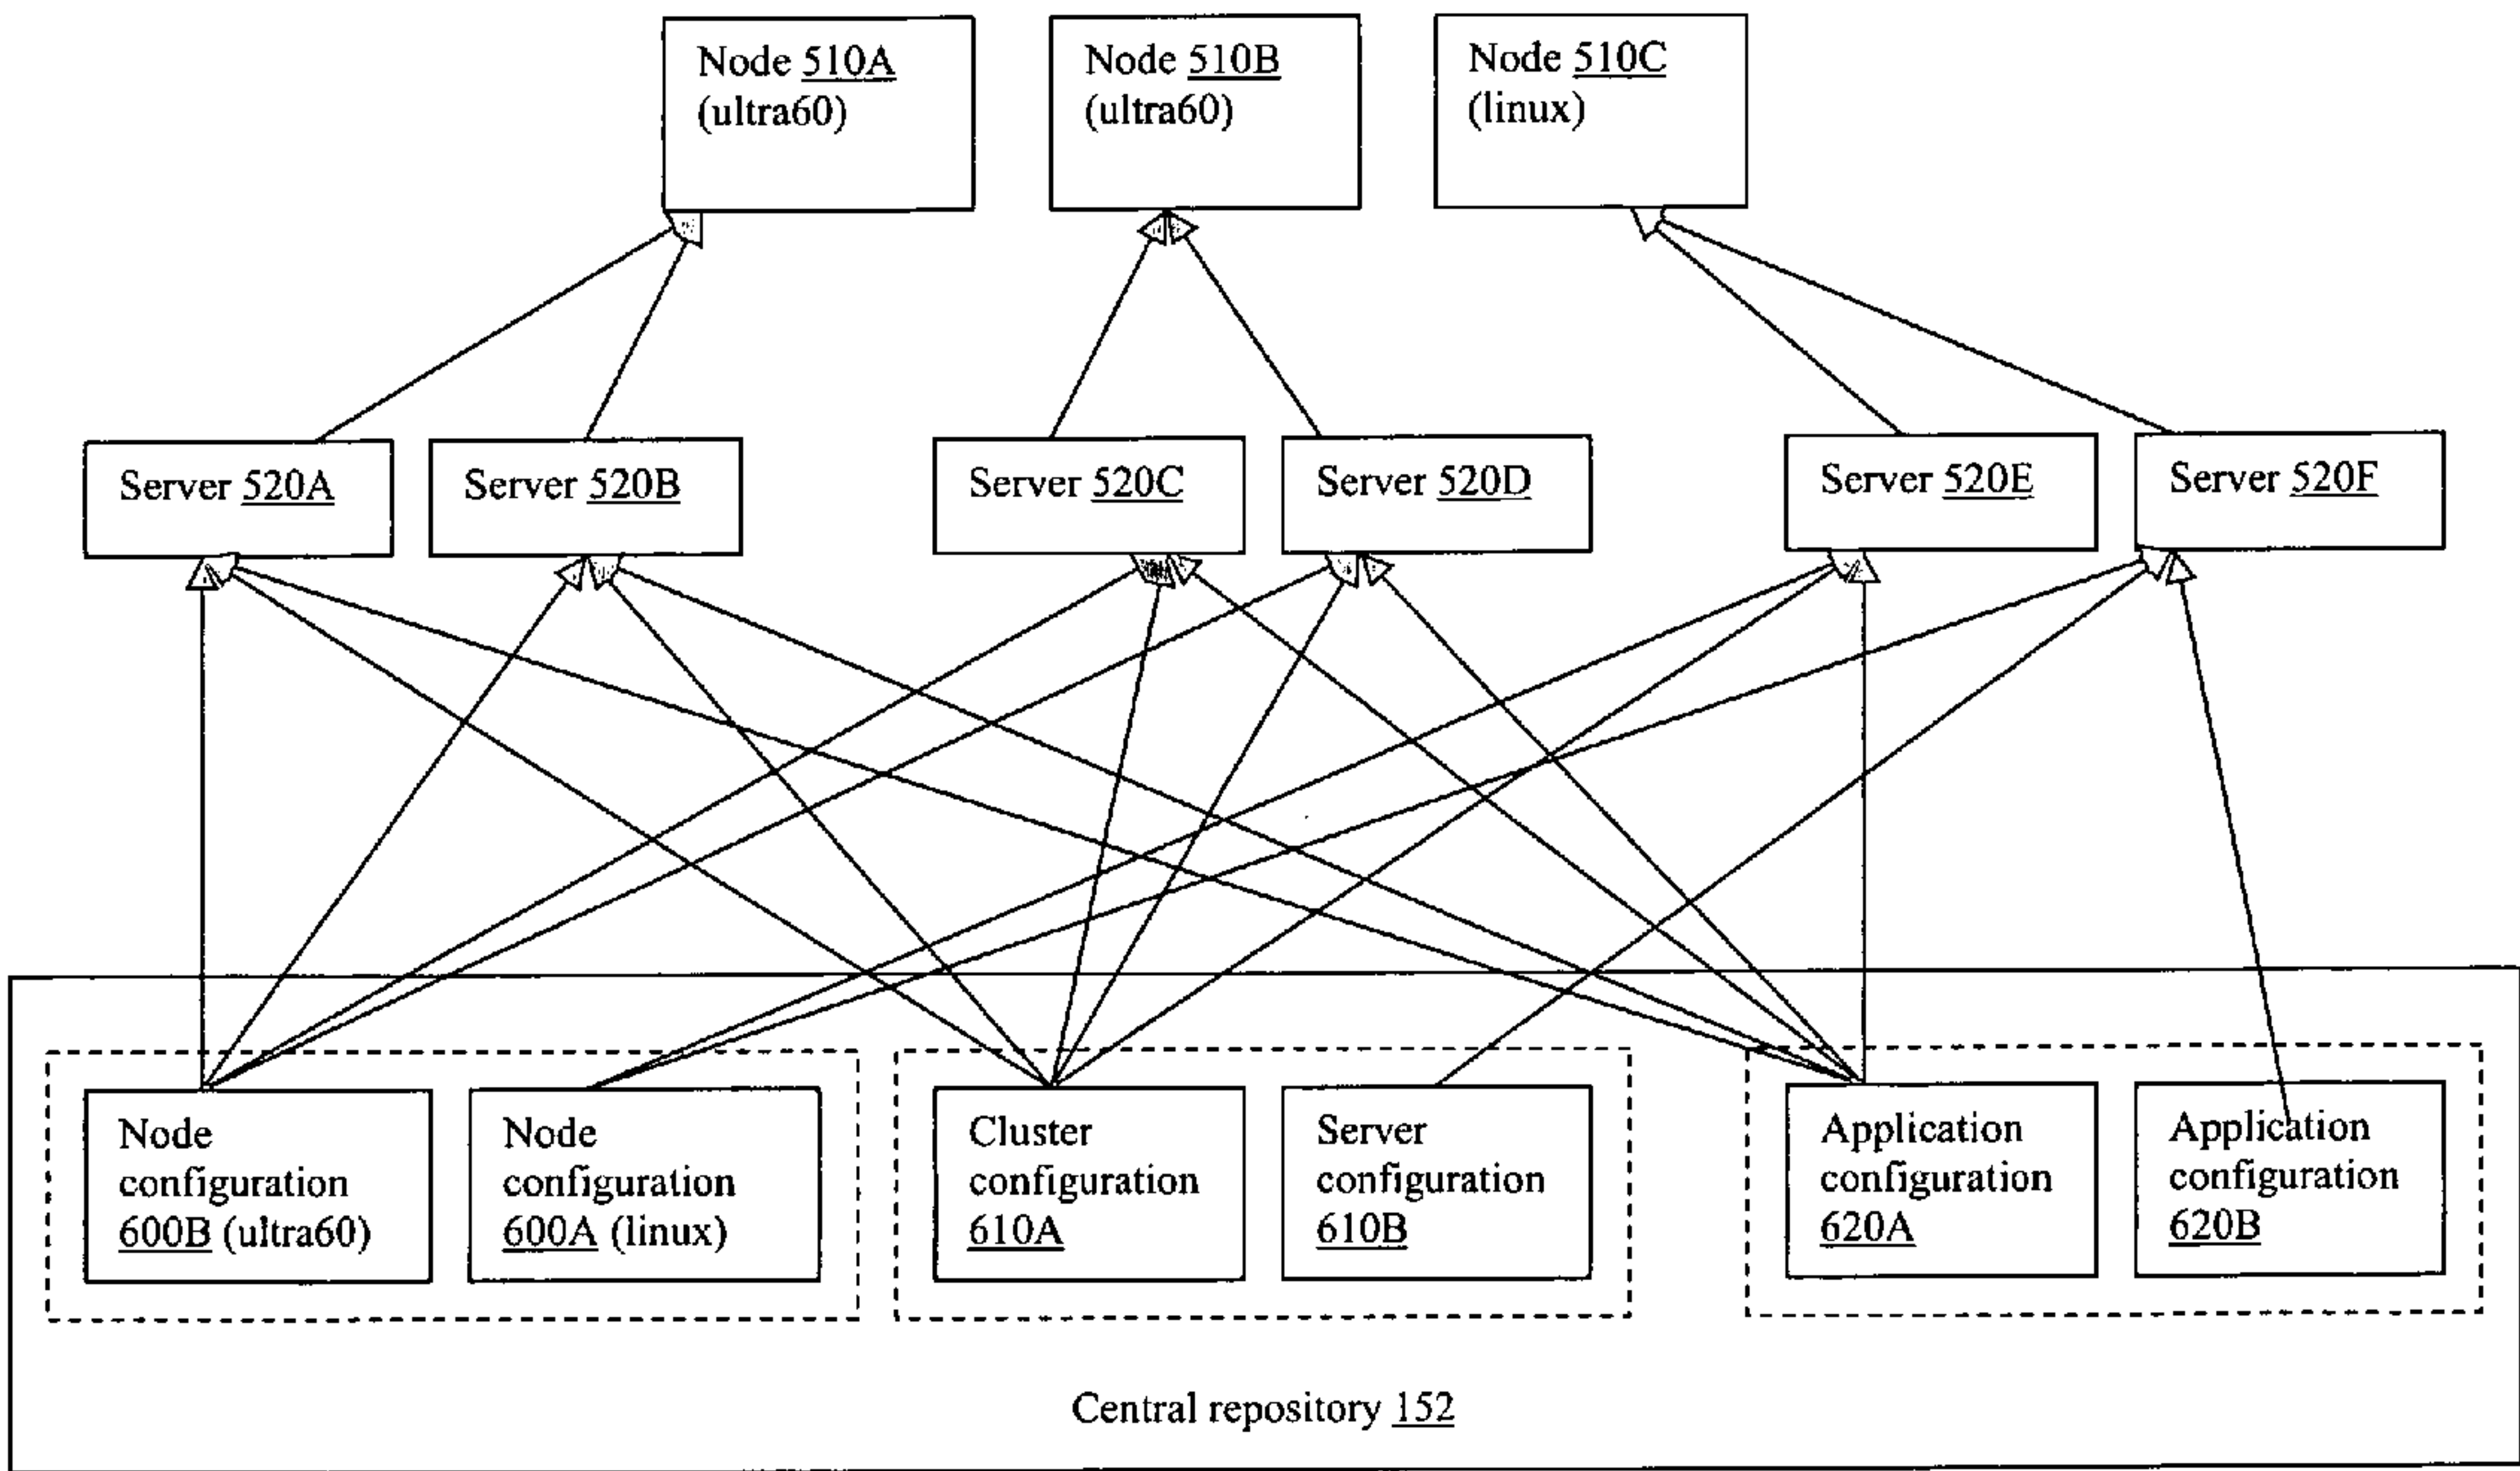 Node 510A
(ultra60)
Node 510B
(ultra60)
Node 510C
(linux)
Server 520A
Server 520B
Server 520C
Server 520D
Server 520E
Server 520F
Node
configuration
600B (ultra60)
Node
configuration
600A (linux)
Cluster
configuration
610A
Server
configuration
610B
Application
configuration
620A
Application
configuration
620B
Central repository 152